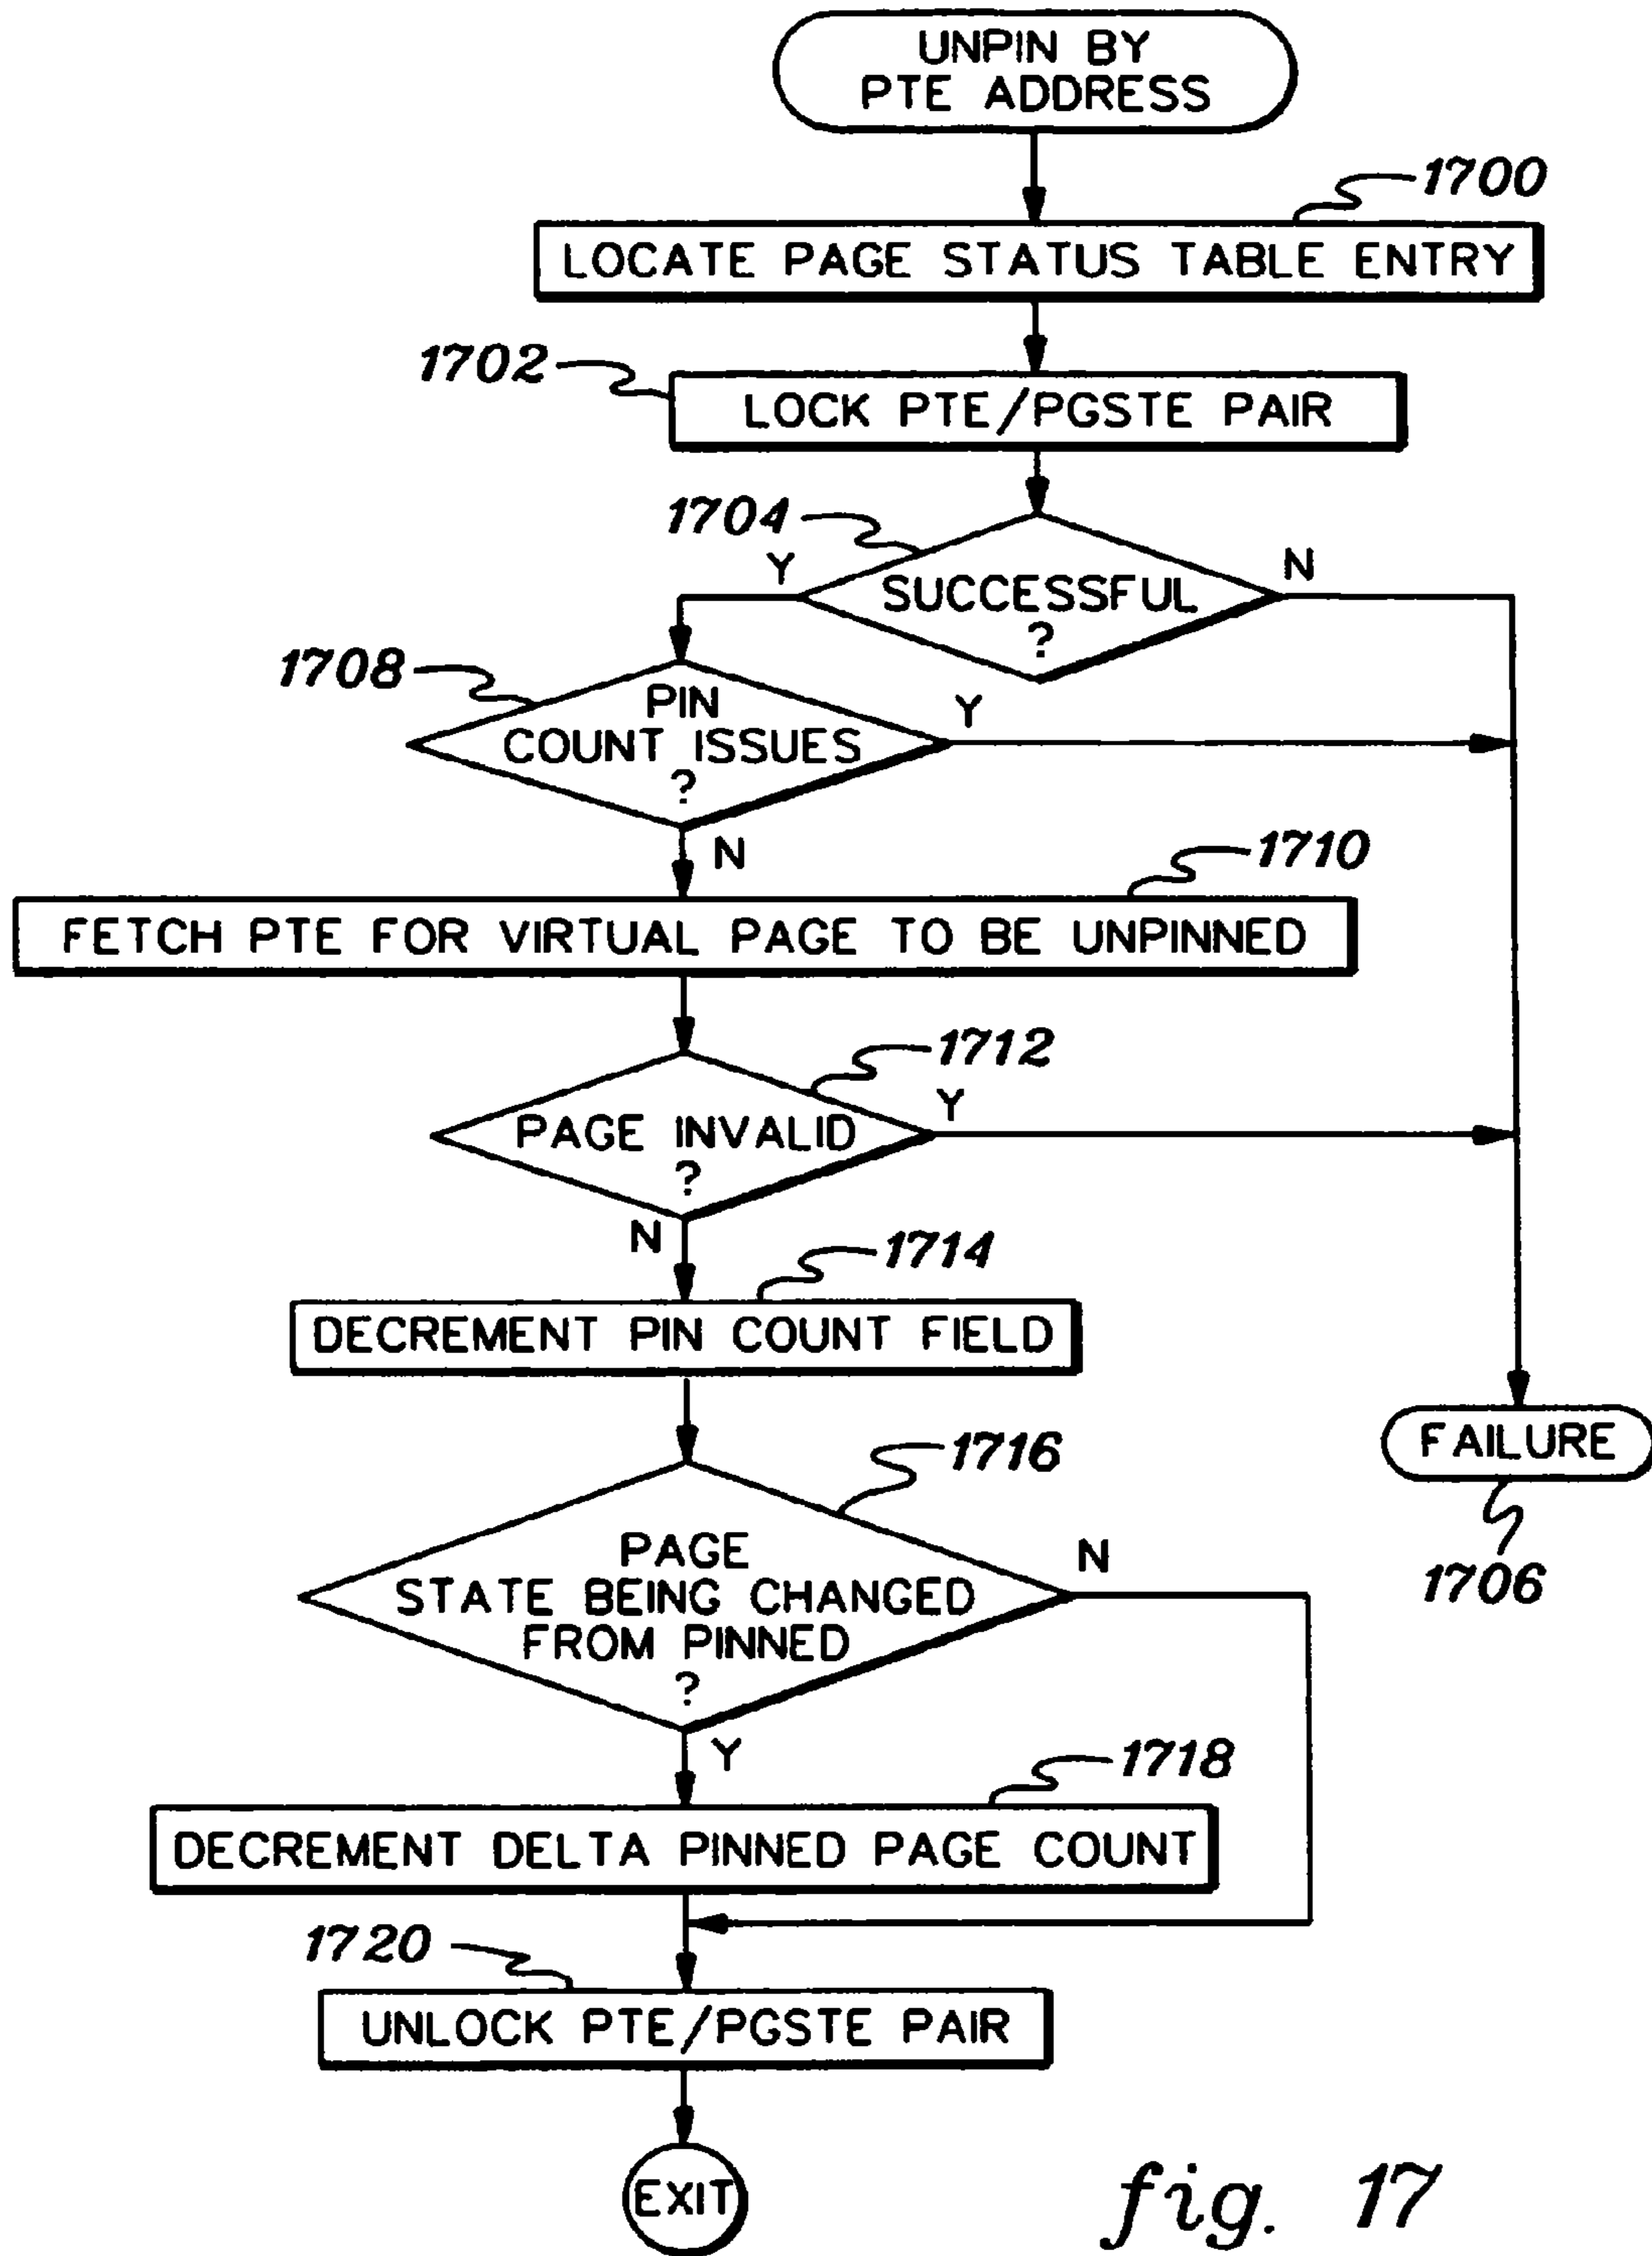 UNPIN BY
PTE ADDRESS
1700
LOCATE PAGE STATUS TABLE ENTRY
1702
LOCK PTE/PGSTE PAIR
1704
Y
N
SUCCESSFUL
?
1708
PIN
COUNT ISSUES
?
Y
N
1710
FETCH PTE FOR VIRTUAL PAGE TO BE UNPINNED
1712
PAGE INVALID
?
Y
N
1714
DECREMENT PIN COUNT FIELD
FAILURE
1706
1716
PAGE
STATE BEING CHANGED
FROM PINNED
?
N
Y
1718
DECREMENT DELTA PINNED PAGE COUNT
1720
UNLOCK PTE/PGSTE PAIR
EXIT
fig. 17